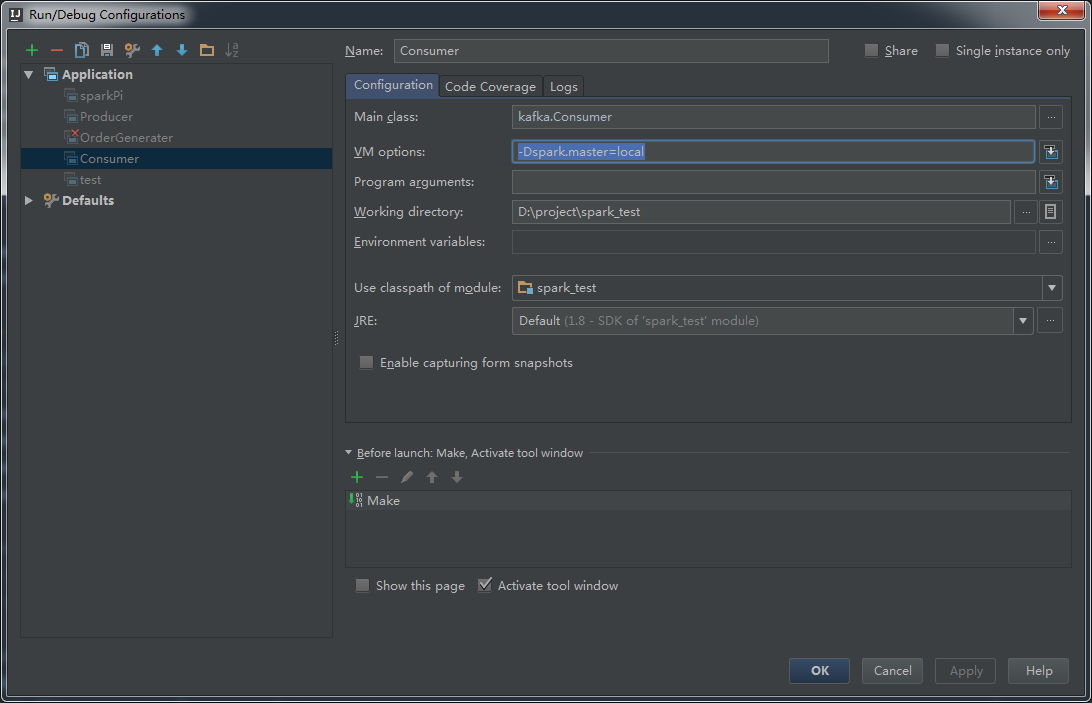 Run/Debug Configurations
Name: Consumer Share Single instance only
Application
sparkPi
Producer
OrderGenerater
Consumer
test
Defaults
Configuration Code Coverage Logs
Main class: kafka.Consumer ...
VM options: -Dspark.master=local
Program arguments:
Working directory: D:\project\spark_test ...
Environment variables: ...
Use classpath of module: spark_test
JRE: Default (1.8 - SDK of 'spark_test' module) ...
Enable capturing form snapshots
Before launch: Make, Activate tool window
Make
Show this page Activate tool window
OK Cancel Apply Help